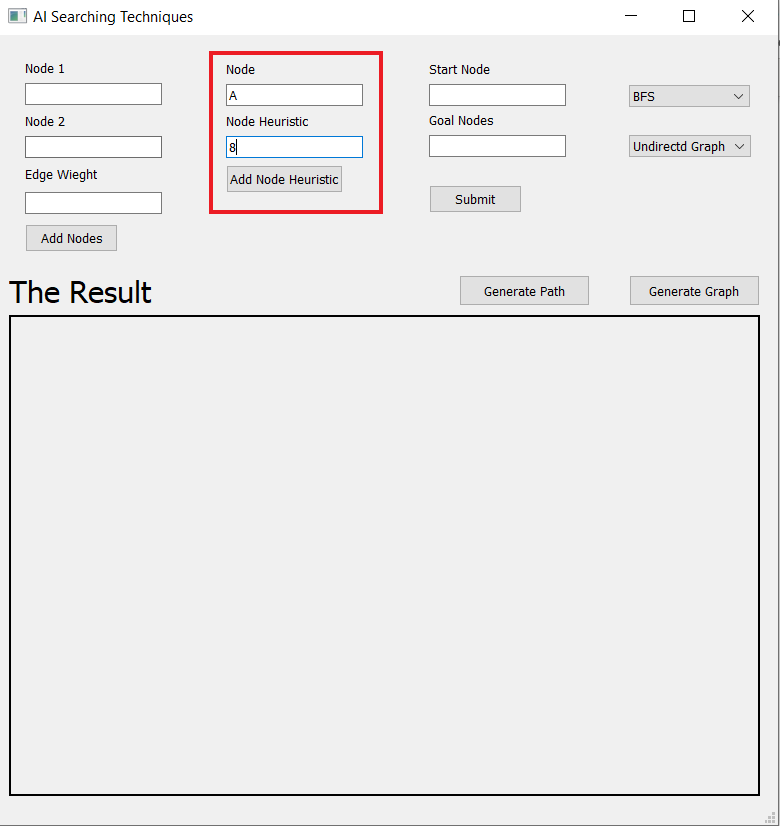 AI Searching Techniques
Node 1
Node 2
Edge Wieght
Add Nodes
Node
A
Node Heuristic
8
Add Node Heuristic
Start Node
Goal Nodes
Submit
BFS
Undirectd Graph
The Result
Generate Path
Generate Graph